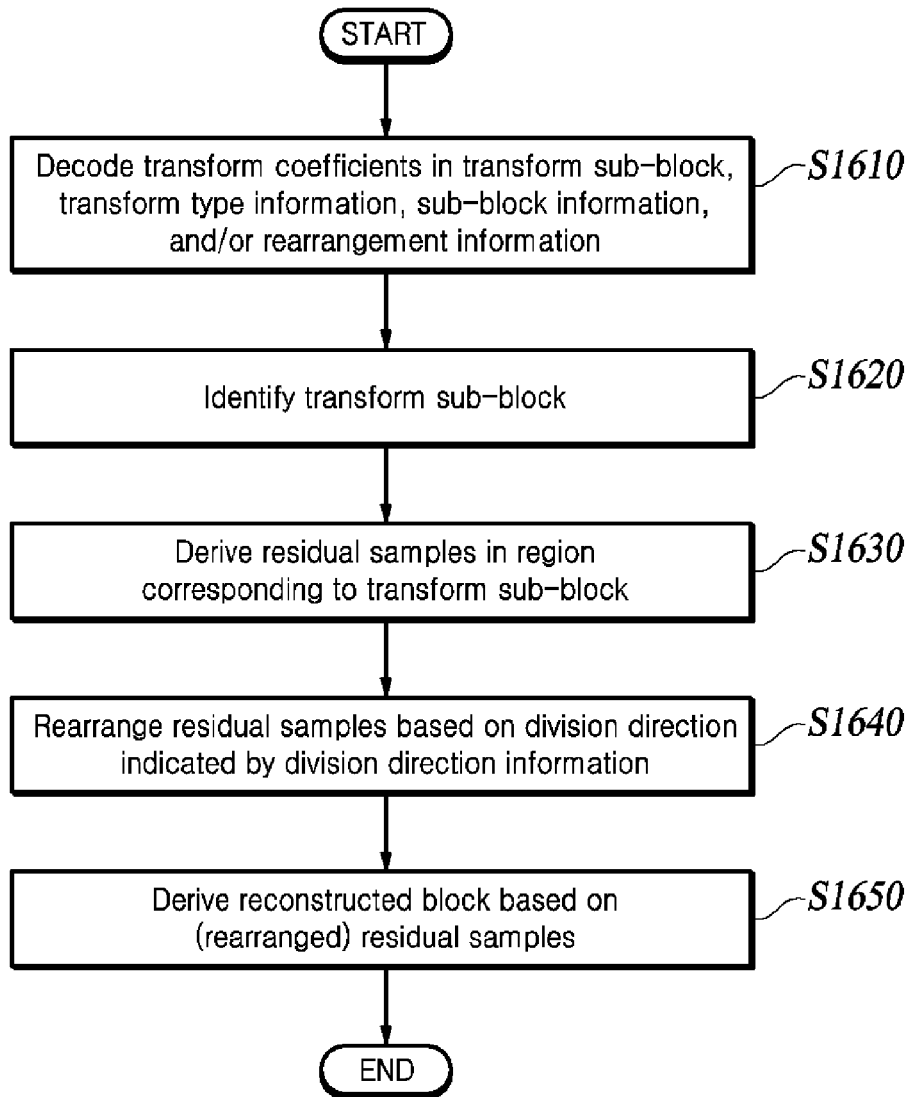 START
Decode transform coefficients in transform sub-block,
transform type information, sub-block information,
and/or rearrangement information
S1610
Identify transform sub-block
S1620
Derive residual samples in region
corresponding to transform sub-block
S1630
Rearrange residual samples based on division direction
indicated by division direction information
S1640
Derive reconstructed block based on
(rearranged) residual samples
S1650
END